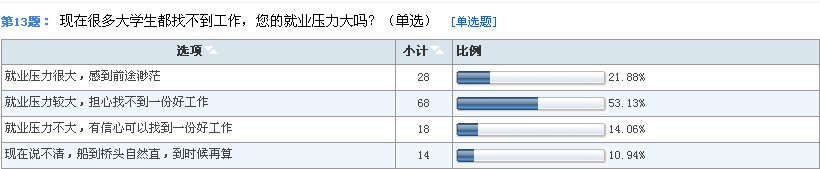 第13题： 现在很多大学生都找不到工作，您的就业压力大吗？（单选） [单选题]
选项 小计 比例
就业压力很大，感到前途渺茫 28 21.88%
就业压力较大，担心找不到一份好工作 68 53.13%
就业压力不大，有信心可以找到一份好工作 18 14.06%
现在说不清，船到桥头自然直，到时候再算 14 10.94%